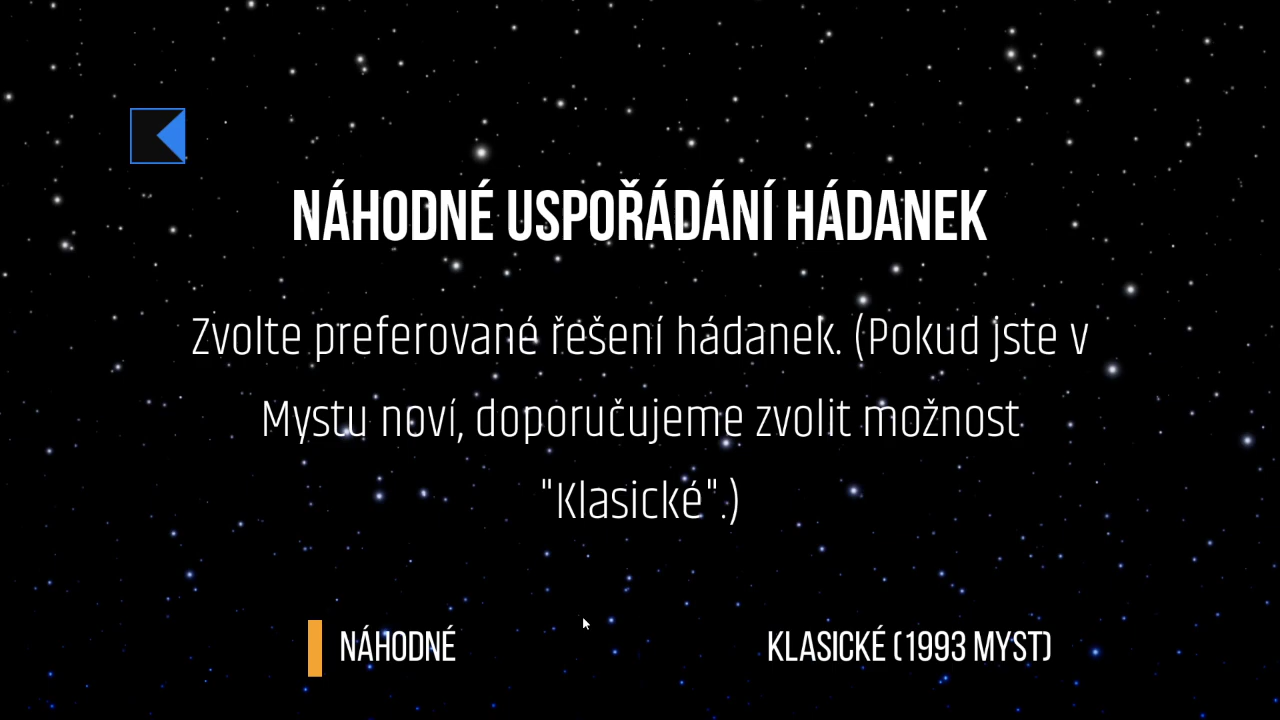 NÁHODNÉ USPOŘÁDÁNÍ HÁDANEK
Zvolte preferované řešení hádanek. (Pokud jste v
Mystu noví, doporučujeme zvolit možnost
"Klasické".)
NÁHODNÉ
KLASICKÉ (1993 MYST)